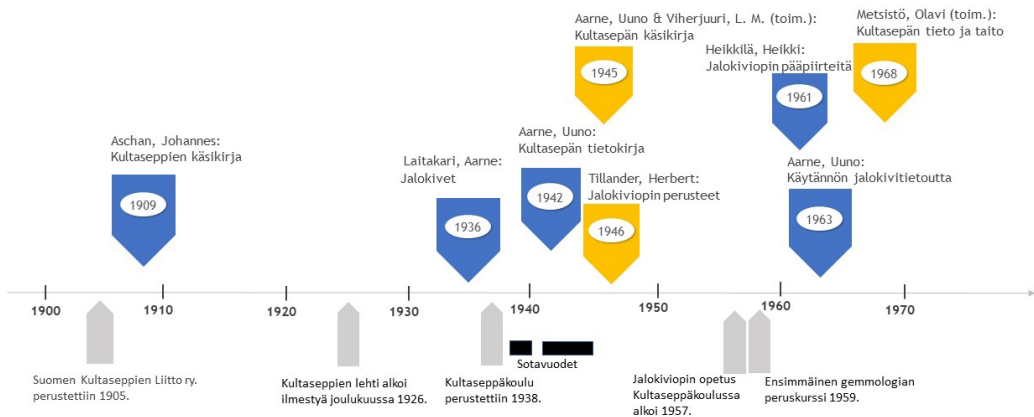 Aarne, Uuno & Viherjuuri, L. M. (toim.):
Kultasepän käsikirja
1945
Metsistö, Olavi (toim.):
Kultasepän tieto ja taito
1968
Heikkilä, Heikki:
Jalokiviopin pääpiirteitä
1961
Aschan, Johannes:
Kultaseppien käsikirja
1909
Laitakari, Aarne:
Jalokivet
1936
Aarne, Uuno:
Kultasepän tietokirja
1942
Tillander, Herbert:
Jalokiviopin perusteet
1946
Aarne, Uuno:
Käytännön jalokivitietoutta
1963
1900 1910 1920 1930 1940 1950 1960 1970
Sotavuodet
Suomen Kultaseppien Liitto ry.
perustettiin 1905.
Kultaseppien lehti alkoi
ilmestyä joulukuussa 1926.
Kultaseppäkoulu
perustettiin 1938.
Jalokiviopin opetus
Kultaseppäkoulussa
alkoi 1957.
Ensimmäinen gemmologian
peruskurssi 1959.